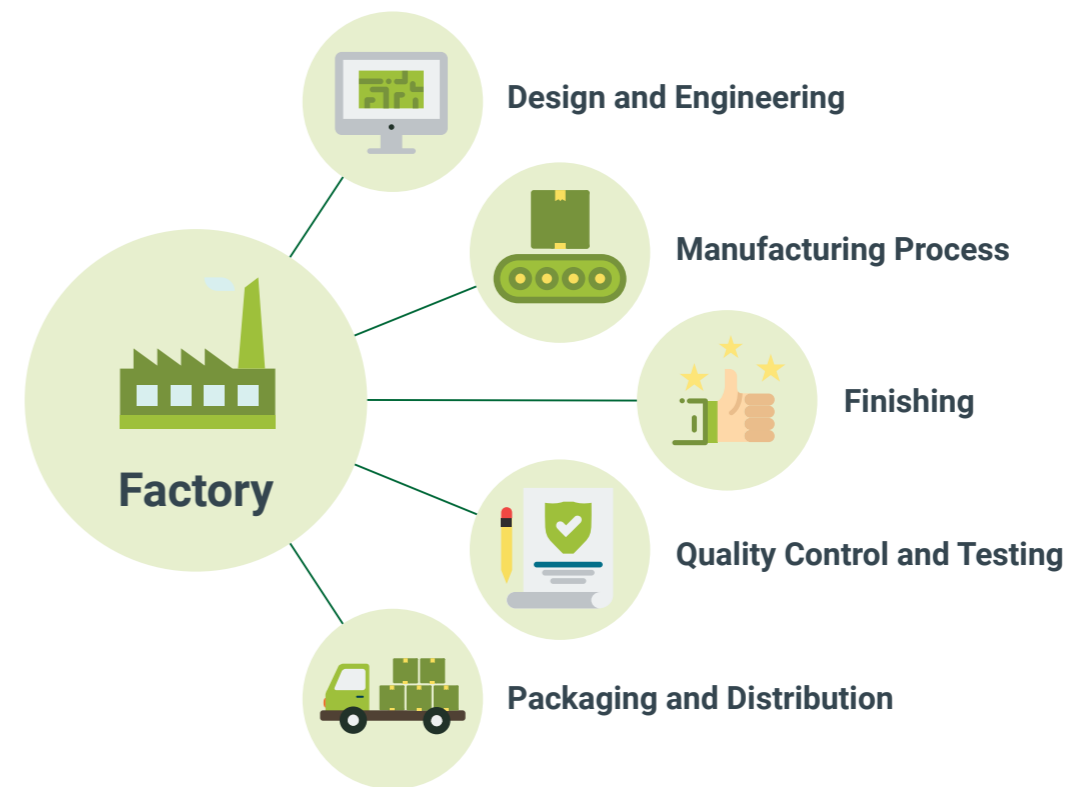 Design and Engineering
Manufacturing Process
Finishing
Factory
Quality Control and Testing
Packaging and Distribution